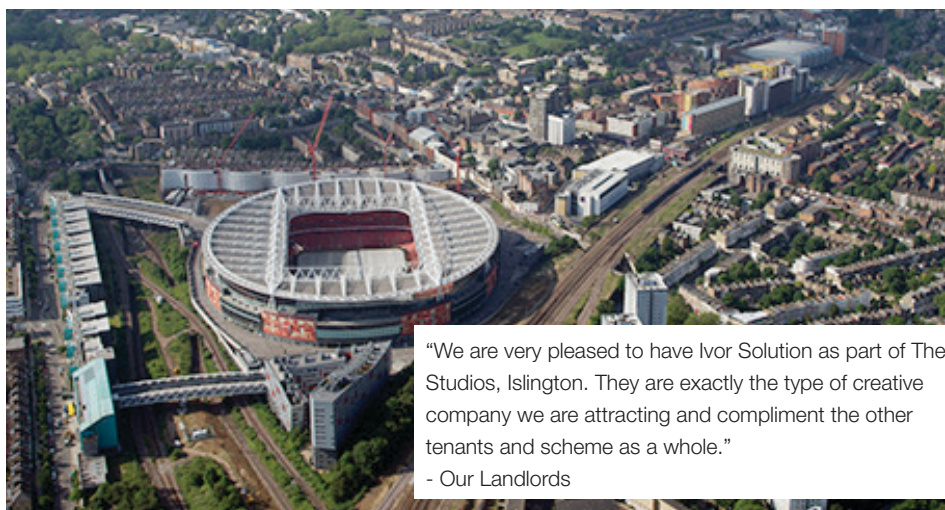 “We are very pleased to have Ivor Solution as part of The
Studios, Islington. They are exactly the type of creative
company we are attracting and compliment the other
tenants and scheme as a whole.”
- Our Landlords